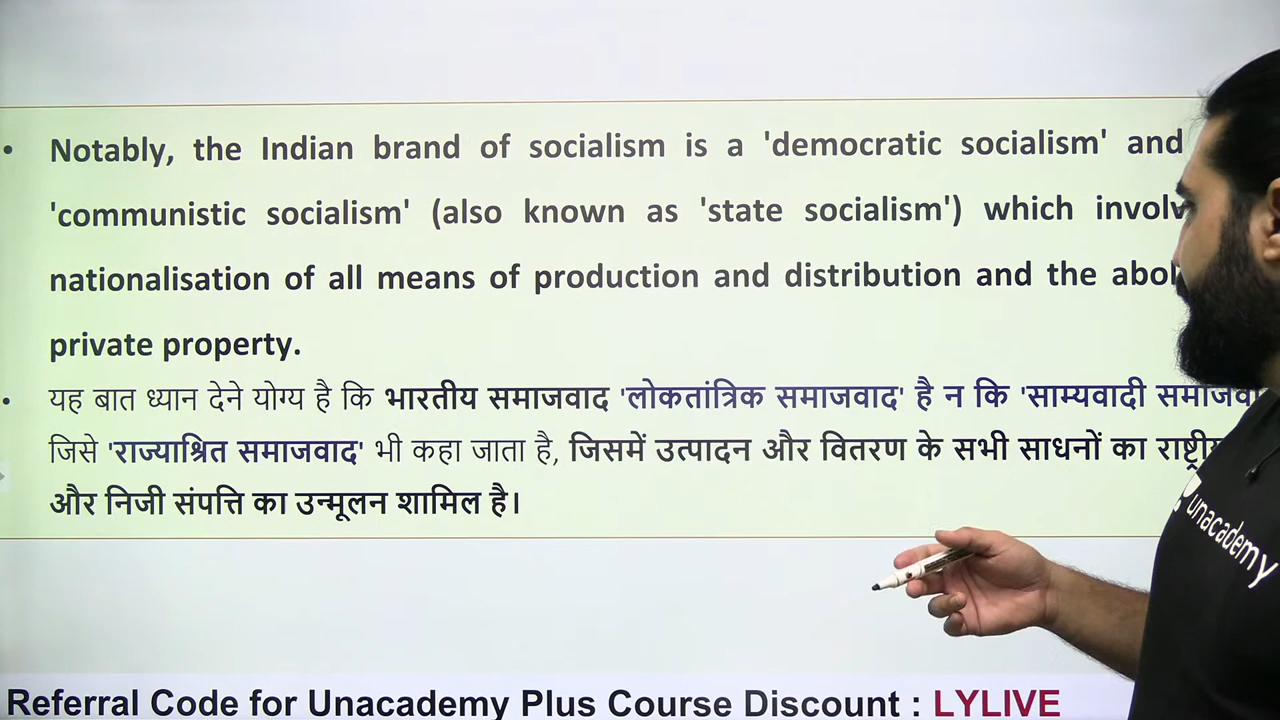 • Notably, the Indian brand of socialism is a 'democratic socialism' and
'communistic socialism' (also known as 'state socialism') which
nationalisation of all means of production and distribution and the
private property.
• यह बात ध्यान देने योग्य है कि भारतीय समाजवाद 'लोकतांत्रिक समाजवाद' है न कि 'साम्यवादी
जिसे 'राज्याश्रित समाजवाद' भी कहा जाता है, जिसमें उत्पादन और वितरण के सभी साधनों का
और निजी संपत्ति का उन्मूलन शामिल है।
unacademy
Referral Code for Unacademy Plus Course Discount : LYLIVE